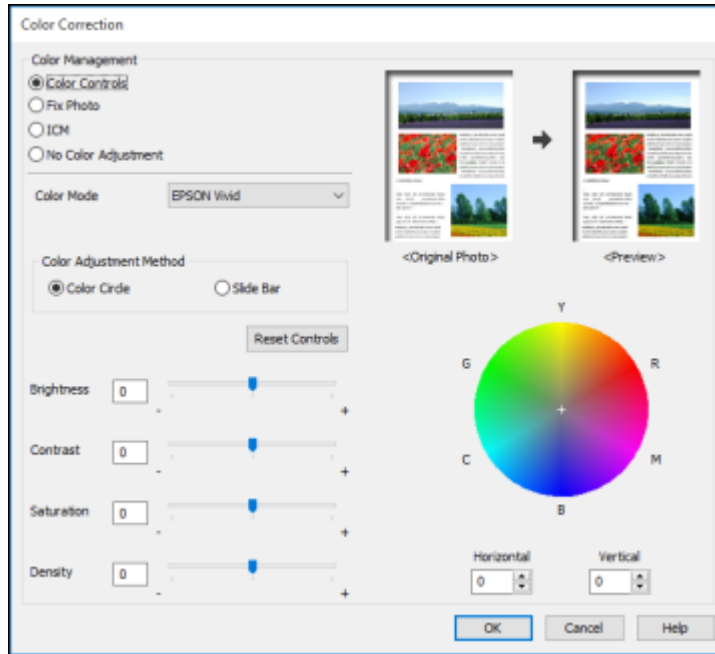 Color Correction
Color Management
Color Controls
Fix Photo
ICM
No Color Adjustment
Color Mode
EPSON Vivid
<Original Photo>
<Preview>
Color Adjustment Method
Color Circle
Slide Bar
Reset Controls
Brightness
0
-
+
Contrast
0
-
+
Saturation
0
-
+
Density
0
-
+
Y
G
R
C
M
B
Horizontal
Vertical
0
0
OK
Cancel
Help